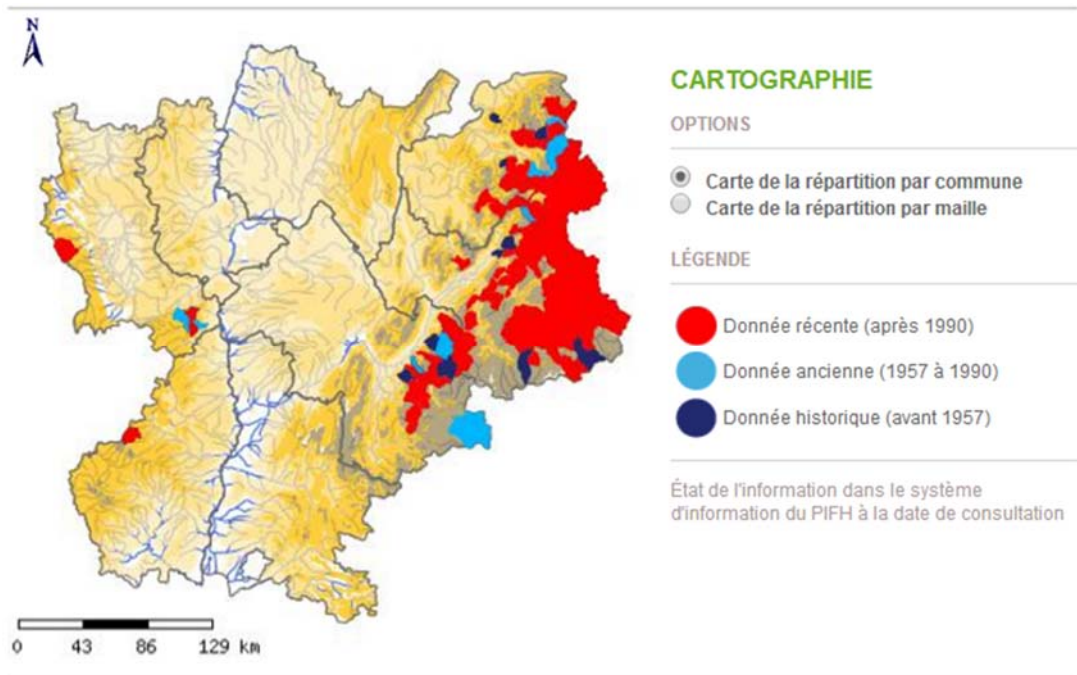 N
CARTOGRAPHIE
OPTIONS
Carte de la répartition par commune
Carte de la répartition par maille
LÉGENDE
Donnée récente (après 1990)
Donnée ancienne (1957 à 1990)
Donnée historique (avant 1957)
État de l'information dans le système
d'information du PIFH à la date de consultation
0 43 86 129 km